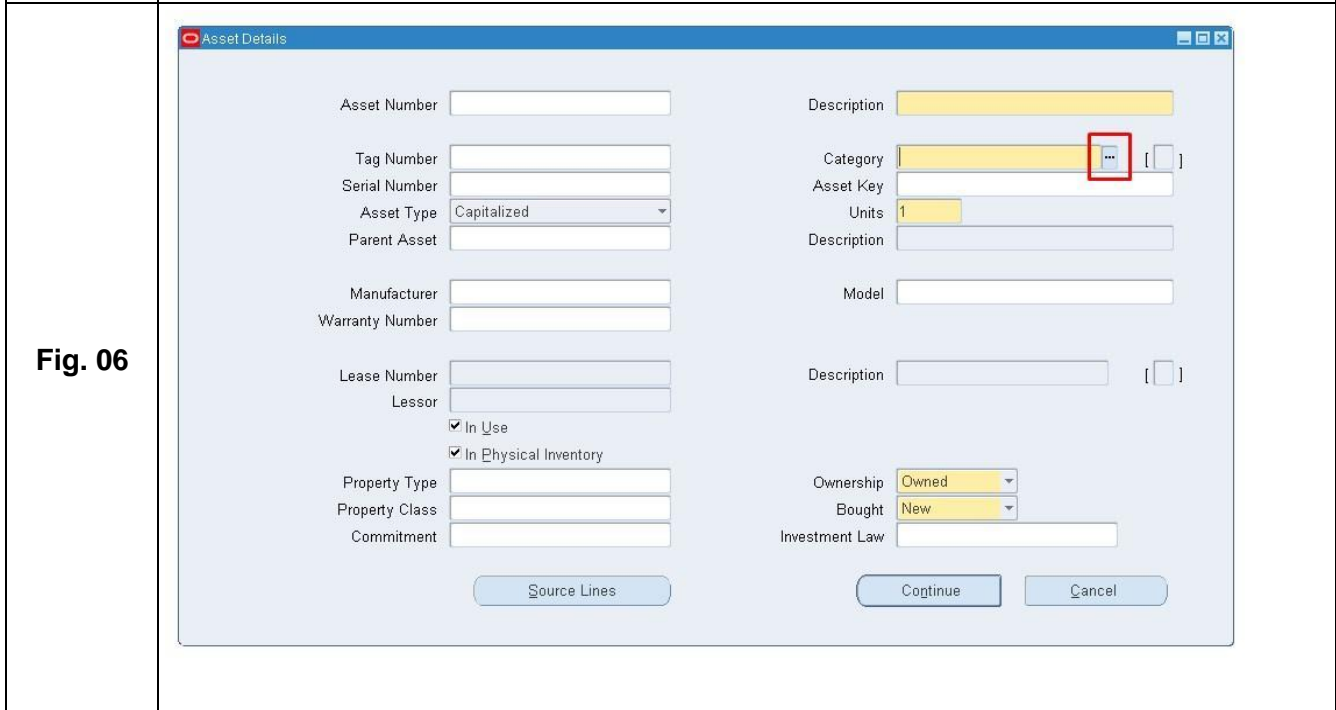 Asset Details
Asset Number Description
Tag Number Category ... [ ]
Serial Number Asset Key
Asset Type Capitalized Units 1
Parent Asset Description
Manufacturer Model
Warranty Number
Fig. 06
Lease Number Description [ ]
Lessor
In Use
In Physical Inventory
Property Type Ownership Owned
Property Class Bought New
Commitment Investment Law
Source Lines Continue Cancel